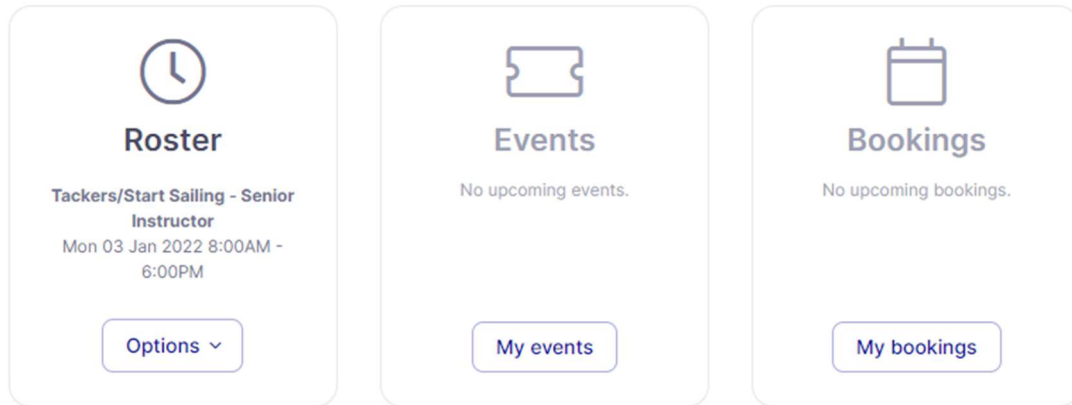 Roster
Tackers/Start Sailing - Senior
Instructor
Mon 03 Jan 2022 8:00AM -
6:00PM
Options
Events
No upcoming events.
My events
Bookings
No upcoming bookings.
My bookings